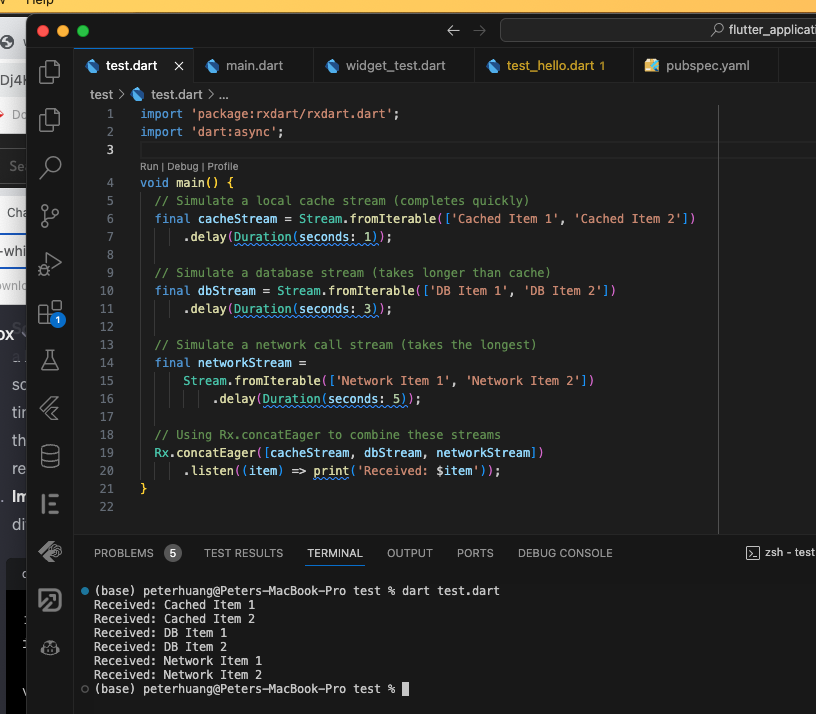 Help
flutter_applicati
test.dart
main.dart
widget_test.dart
test_hello.dart 1
pubspec.yaml
test > test.dart > ...
1 import 'package:rxdart/rxdart.dart';
2 import 'dart:async';
3
Run | Debug | Profile
4 void main() {
5 // Simulate a local cache stream (completes quickly)
6 final cacheStream = Stream.fromIterable(['Cached Item 1', 'Cached Item 2'])
7 .delay(Duration(seconds: 1));
8
9 // Simulate a database stream (takes longer than cache)
10 final dbStream = Stream.fromIterable(['DB Item 1', 'DB Item 2'])
11 .delay(Duration(seconds: 3));
12
13 // Simulate a network call stream (takes the longest)
14 final networkStream =
15 Stream.fromIterable(['Network Item 1', 'Network Item 2'])
16 .delay(Duration(seconds: 5));
17
18 // Using Rx.concatEager to combine these streams
19 Rx.concatEager([cacheStream, dbStream, networkStream])
20 .listen((item) => print('Received: $item'));
21 }
22
1
PROBLEMS 5 TEST RESULTS TERMINAL OUTPUT PORTS DEBUG CONSOLE
zsh - test
(base) peterhuang@Peters-MacBook-Pro test % dart test.dart
Received: Cached Item 1
Received: Cached Item 2
Received: DB Item 1
Received: DB Item 2
Received: Network Item 1
Received: Network Item 2
(base) peterhuang@Peters-MacBook-Pro test %